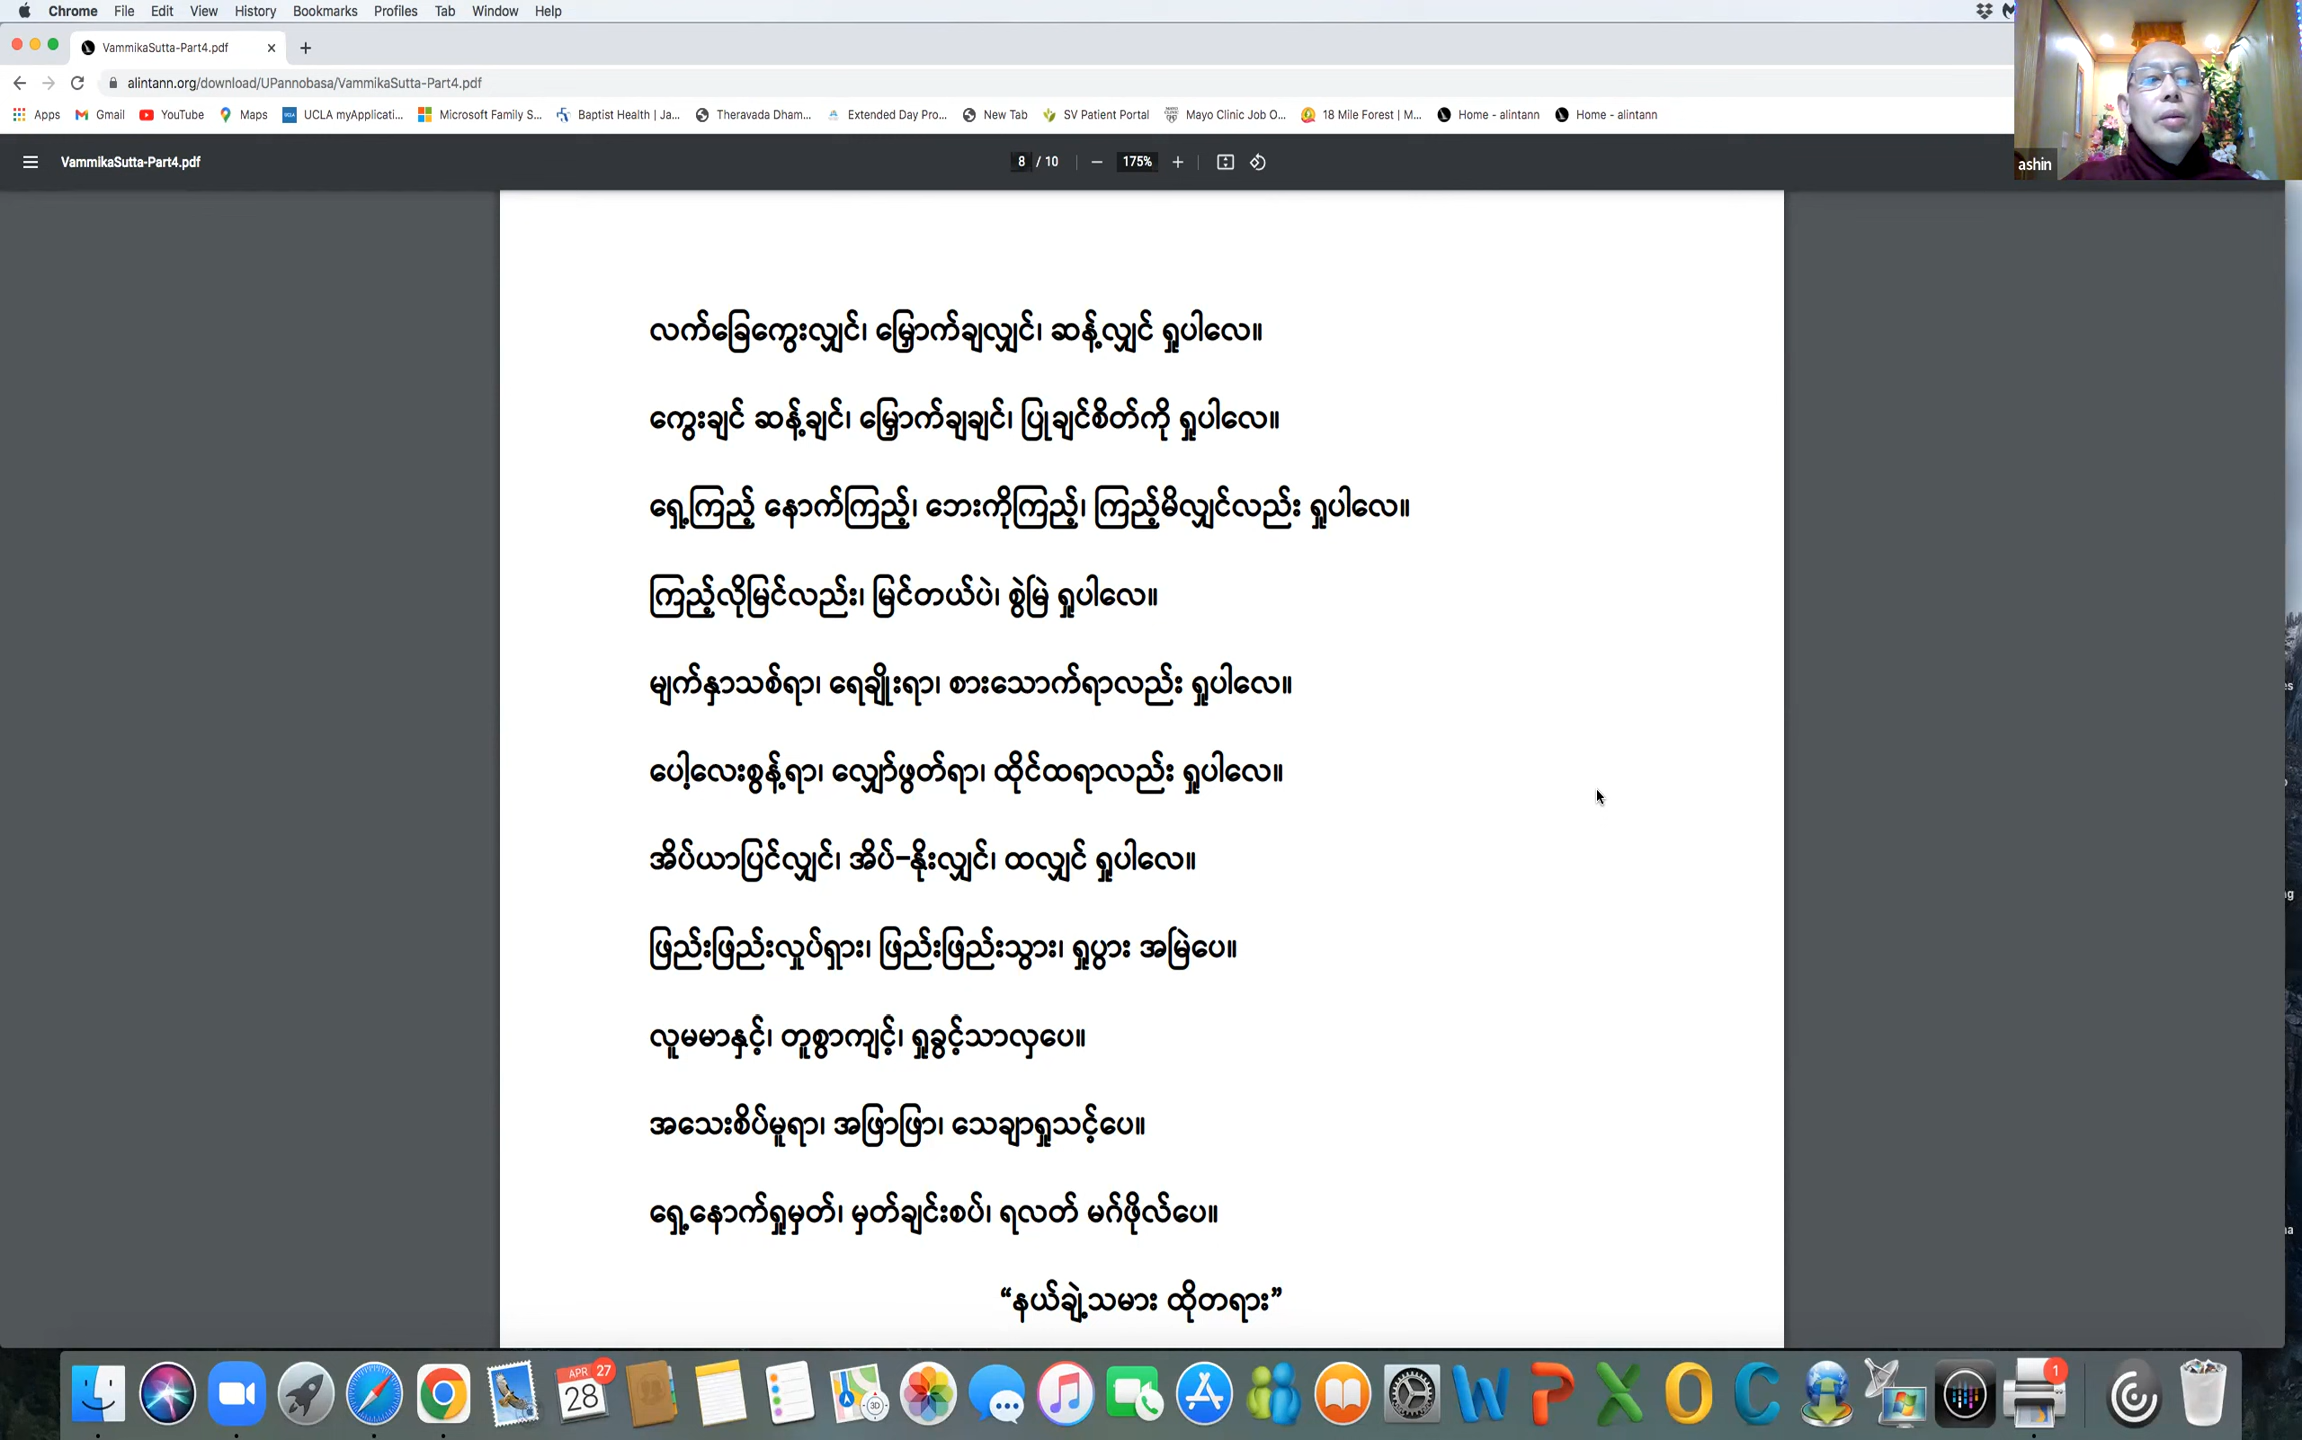 Chrome File Edit View History Bookmarks Profiles Tab Window Help
VammikaSutta-Part4.pdf
alintann.org/download/UPannobasa/VammikaSutta-Part4.pdf
Apps Gmail YouTube Maps UCLA myApplicati... Microsoft Family S... Baptist Health | Ja... Theravada Dham... Extended Day Pro... New Tab SV Patient Portal Mayo Clinic Job O... 18 Mile Forest | M... Home - alintann Home - alintann
ashin
VammikaSutta-Part4.pdf 8 / 10 175%
လက်ခြေကွေးလျှင်၊ မြှောက်ချလျှင်၊ ဆန့်လျှင် ရှုပါလေ။
ကွေးချင် ဆန့်ချင်၊ မြှောက်ချချင်၊ ပြုချင်စိတ်ကို ရှုပါလေ။
ရှေ့ကြည့် နောက်ကြည့်၊ ဘေးကိုကြည့်၊ ကြည့်မိလျှင်လည်း ရှုပါလေ။
ကြည့်လိုမြင်လည်း၊ မြင်တယ်ပဲ၊ စွဲမြဲ ရှုပါလေ။
မျက်နှာသစ်ရာ၊ ရေချိုးရာ၊ စားသောက်ရာလည်း ရှုပါလေ။
ပေါ့လေးစွန့်ရာ၊ လျှော်ဖွတ်ရာ၊ ထိုင်ထရာလည်း ရှုပါလေ။
အိပ်ယာပြင်လျှင်၊ အိပ်-နိုးလျှင်၊ ထလျှင် ရှုပါလေ။
ဖြည်းဖြည်းလှုပ်ရှား၊ ဖြည်းဖြည်းသွား၊ ရှုပွား အမြဲပေ။
လူမမာနှင့်၊ တူစွာကျင့်၊ ရှုခွင့်သာလှပေ။
အသေးစိပ်မူရာ၊ အဖြာဖြာ၊ သေချာရှုသင့်ပေ။
ရှေ့နောက်ရှုမှတ်၊ မှတ်ချင်းစပ်၊ ရလတ် မဂ်ဖိုလ်ပေ။
“နယ်ချဲ့သမား ထိုတရား”
APR 28 27
3D
W P X O C
1